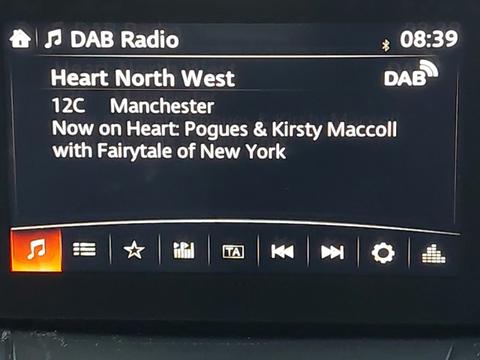 DAB Radio 08:39
Heart North West DAB
12C Manchester
Now on Heart: Pogues & Kirsty Maccoll
with Fairytale of New York
TA